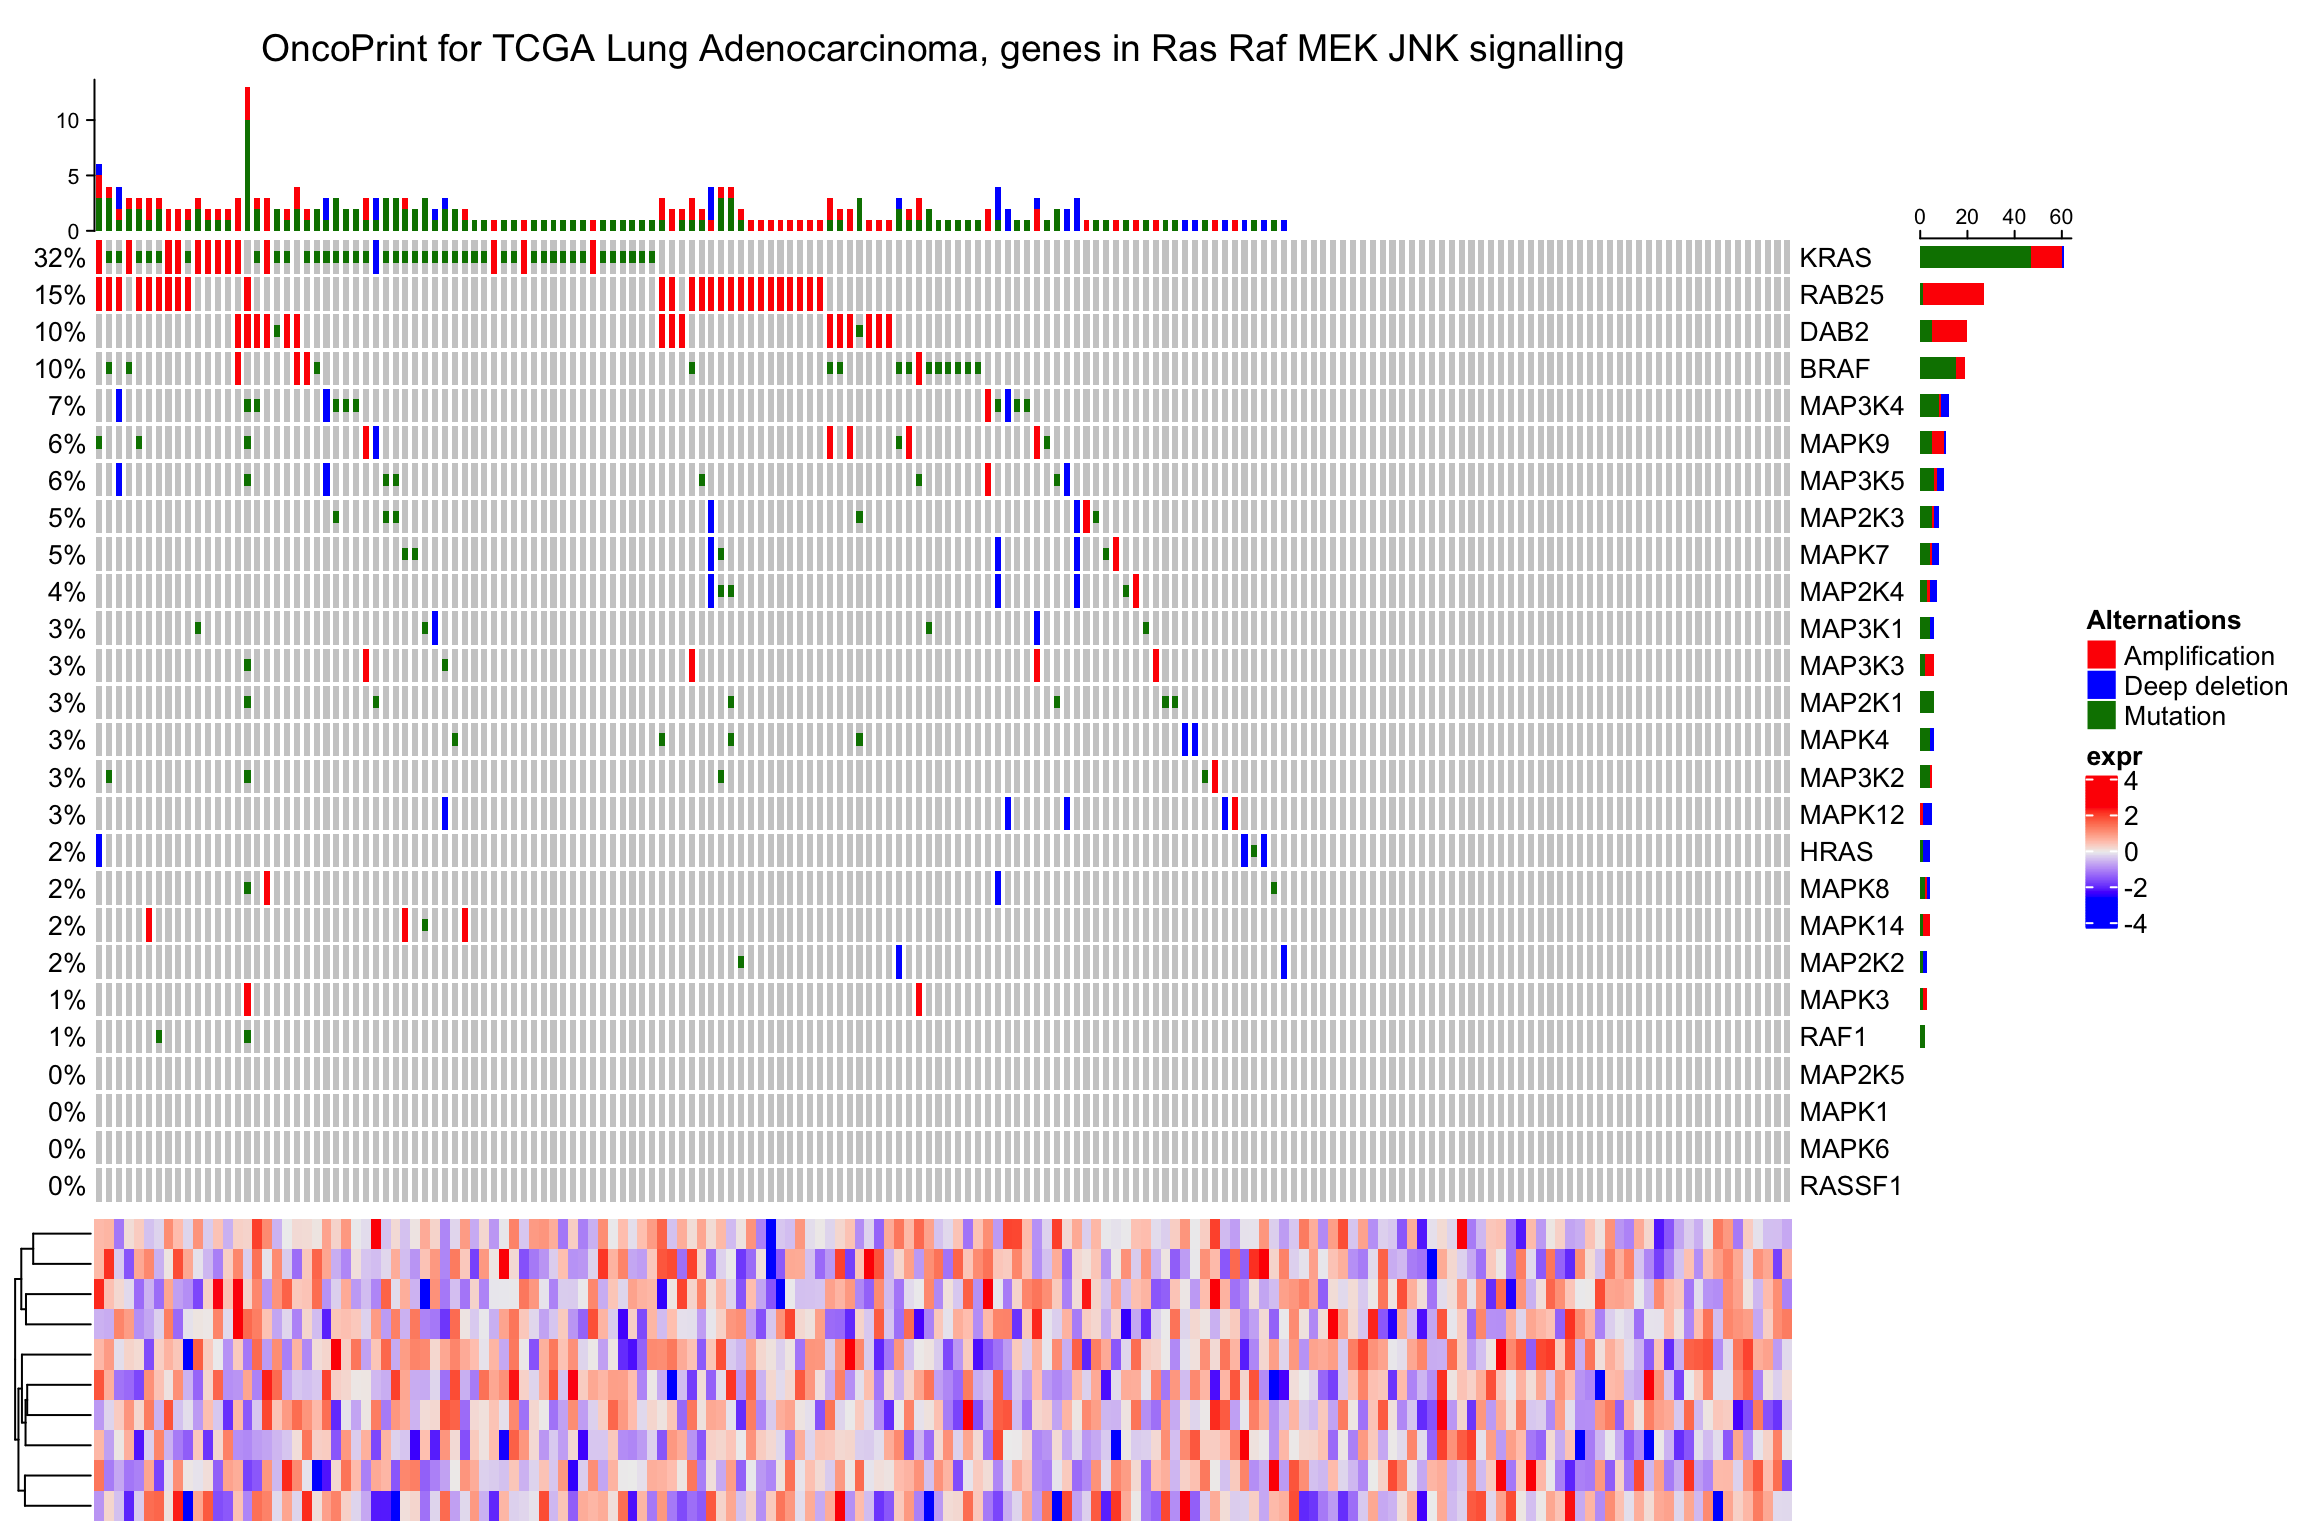 OncoPrint for TCGA Lung Adenocarcinoma, genes in Ras Raf MEK JNK signalling
10
5
0
0 20 40 60
32% KRAS
15% RAB25
10% DAB2
10% BRAF
7% MAP3K4
6% MAPK9
6% MAP3K5
5% MAP2K3
5% MAPK7
4% MAP2K4
3% MAP3K1
3% MAP3K3
3% MAP2K1
3% MAPK4
3% MAP3K2
3% MAPK12
2% HRAS
2% MAPK8
2% MAPK14
2% MAP2K2
1% MAPK3
1% RAF1
0% MAP2K5
0% MAPK1
0% MAPK6
0% RASSF1
Alternations
Amplification
Deep deletion
Mutation
expr
4
2
0
-2
-4